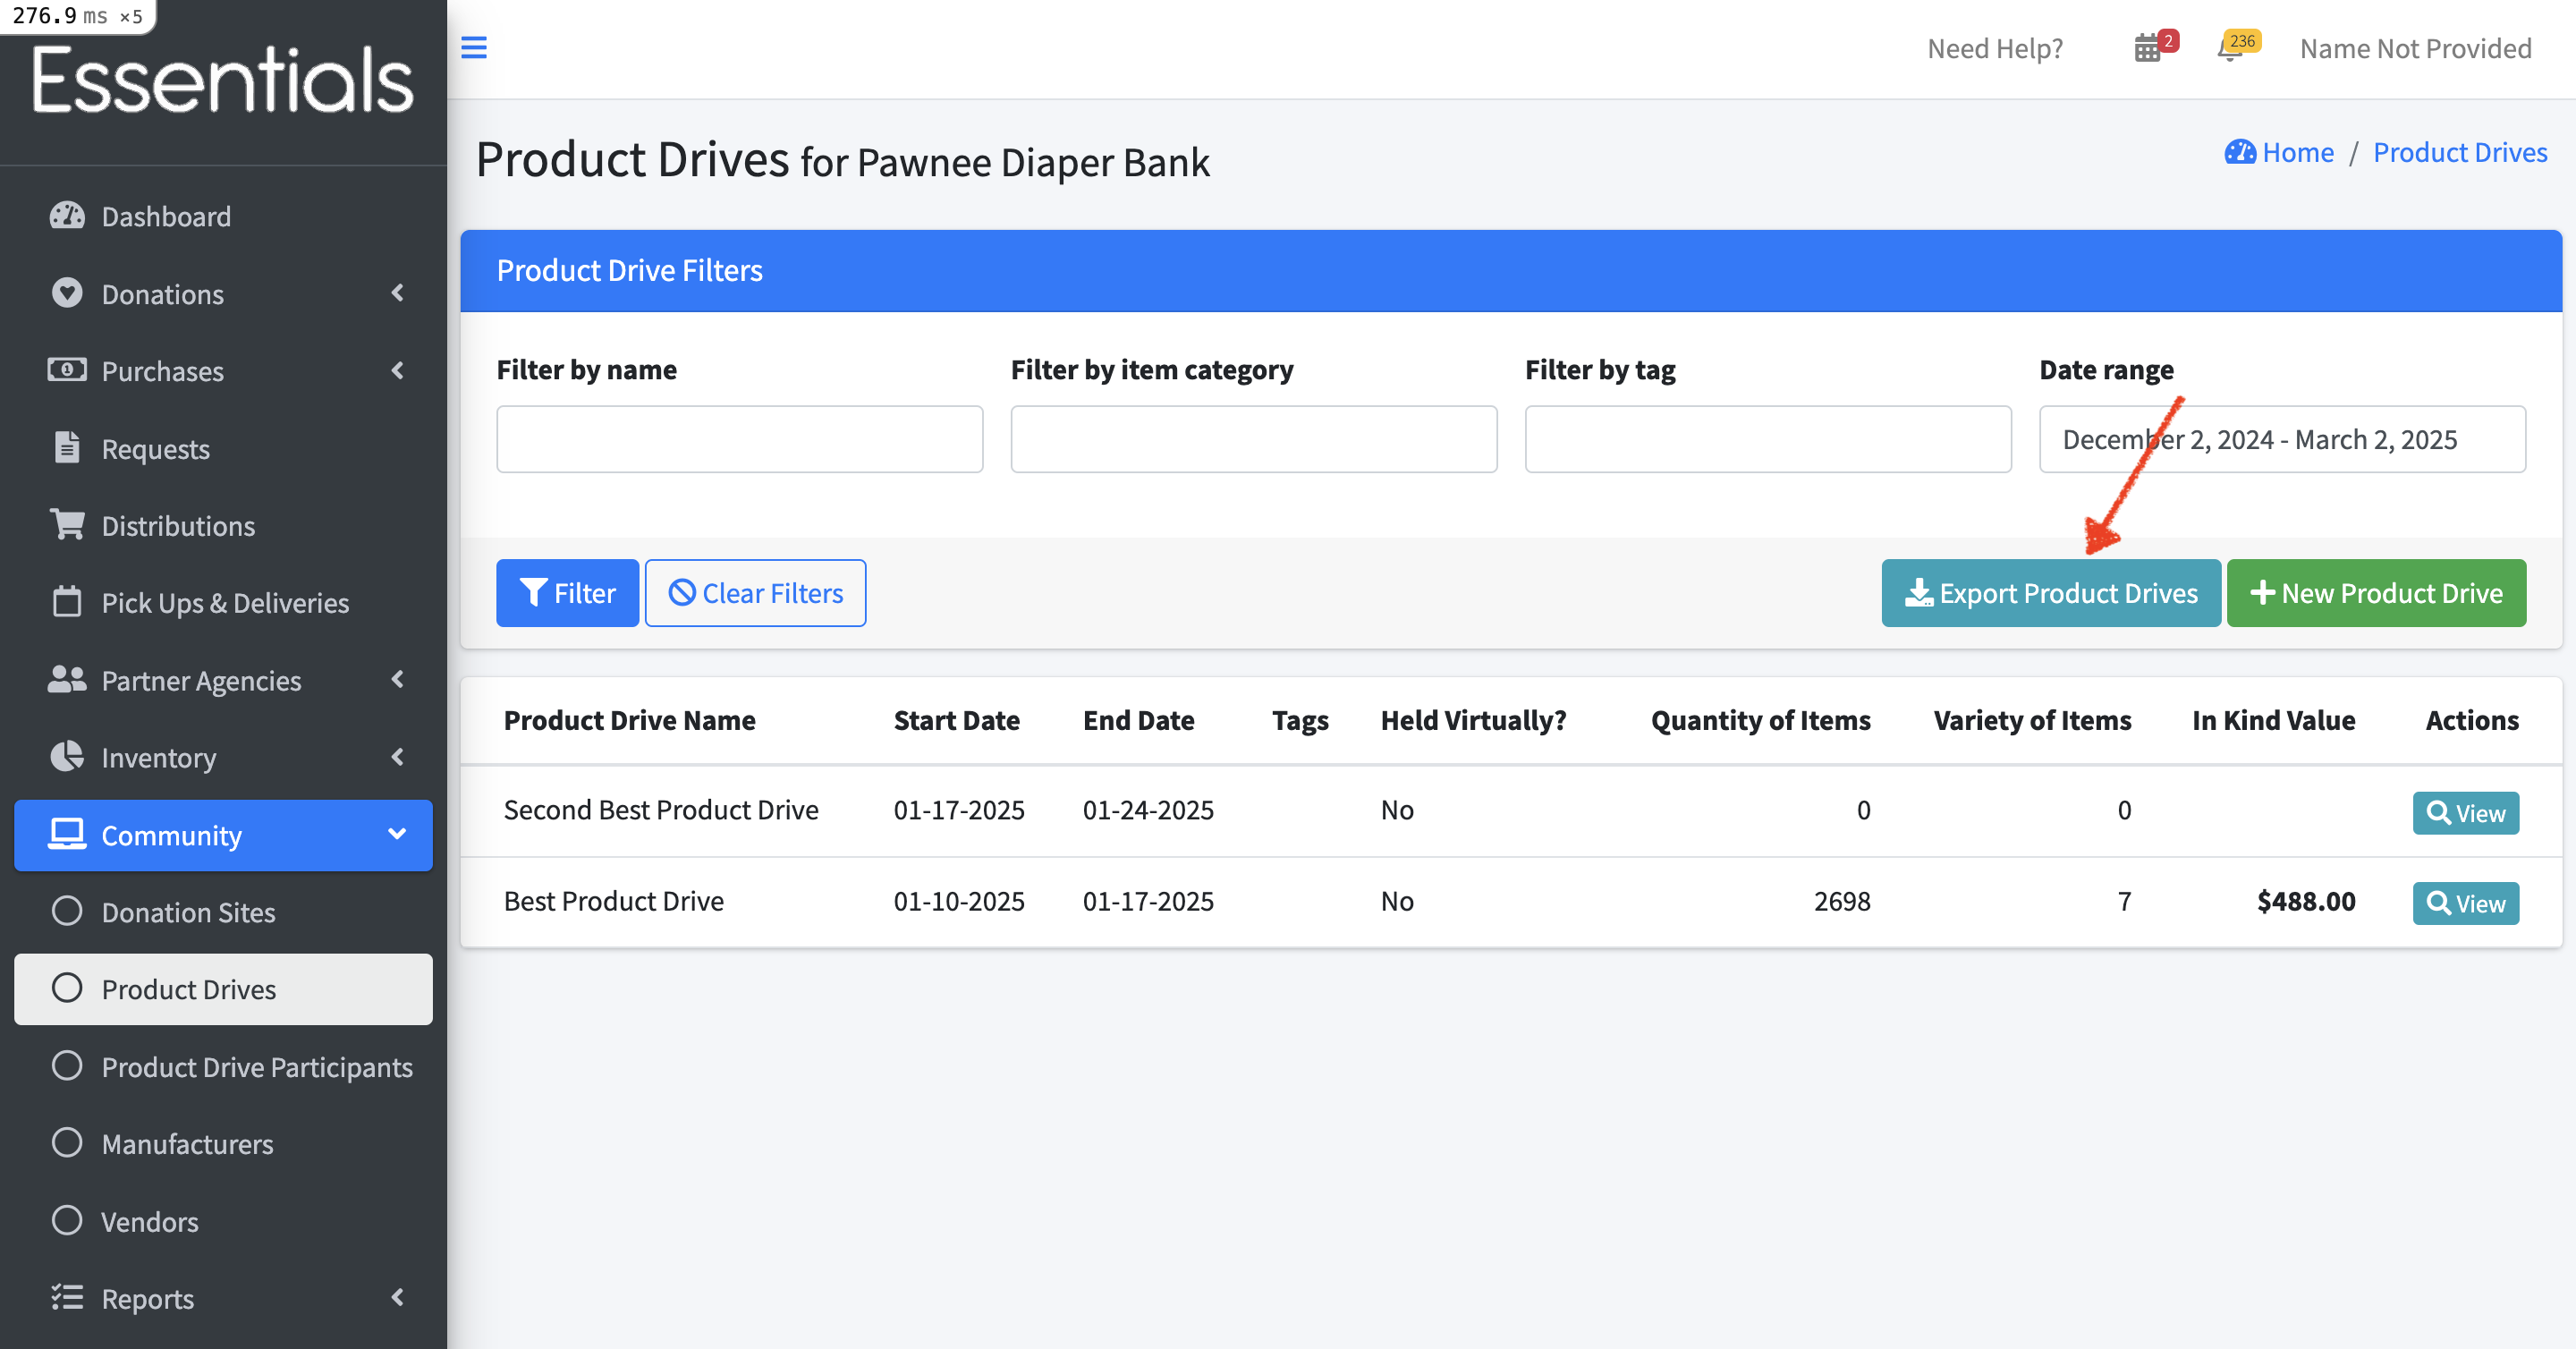 276.9 ms ×5
Essentials
Need Help?
2
236
Name Not Provided
Product Drives for Pawnee Diaper Bank
Home / Product Drives
Dashboard
Donations
Purchases
Requests
Distributions
Pick Ups & Deliveries
Partner Agencies
Inventory
Community
Donation Sites
Product Drives
Product Drive Participants
Manufacturers
Vendors
Reports
Product Drive Filters
Filter by name
Filter by item category
Filter by tag
Date range
December 2, 2024 - March 2, 2025
Filter
Clear Filters
Export Product Drives
New Product Drive
Product Drive Name Start Date End Date Tags Held Virtually? Quantity of Items Variety of Items In Kind Value Actions
Second Best Product Drive 01-17-2025 01-24-2025 No 0 0 View
Best Product Drive 01-10-2025 01-17-2025 No 2698 7 $488.00 View